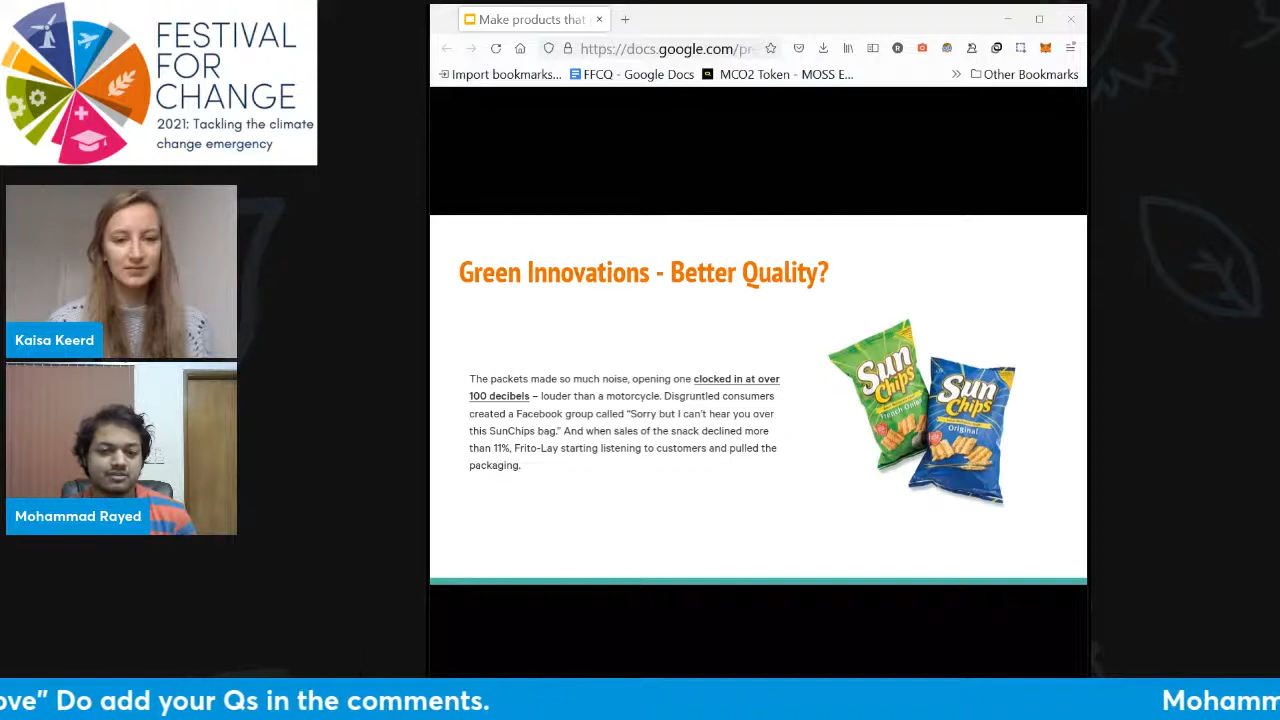 FESTIVAL
FOR
CHANGE
2021: Tackling the climate
change emergency
Kaisa Keerd
Mohammad Rayed
Make products that
https://docs.google.com/pr
Import bookmarks...
FFCQ - Google Docs
MCO2 Token - MOSS E...
Other Bookmarks
Green Innovations - Better Quality?
The packets made so much noise, opening one clocked in at over
100 decibels – louder than a motorcycle. Disgruntled consumers
created a Facebook group called “Sorry but I can’t hear you over
this SunChips bag.” And when sales of the snack declined more
than 11%, Frito-Lay starting listening to customers and pulled the
packaging.
Sun
Chips
French Onion
Sun
Chips
Original
ove” Do add your Qs in the comments.
Mohamm